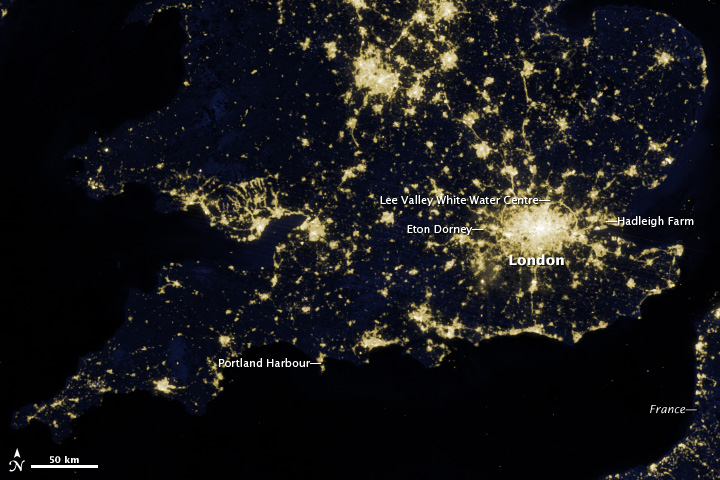 Lee Valley White Water Centre
Hadleigh Farm
Eton Dorney
London
Portland Harbour
France
50 km
N